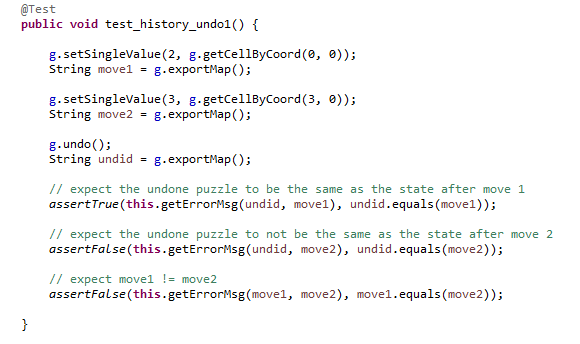 @Test
public void test_history_undo1() {
g.setSingleValue(2, g.getCellByCoord(0, 0));
String move1 = g.exportMap();
g.setSingleValue(3, g.getCellByCoord(3, 0));
String move2 = g.exportMap();
g.undo();
String undid = g.exportMap();
// expect the undone puzzle to be the same as the state after move 1
assertTrue(this.getErrorMsg(undid, move1), undid.equals(move1));
// expect the undone puzzle to not be the same as the state after move 2
assertFalse(this.getErrorMsg(undid, move2), undid.equals(move2));
// expect move1 != move2
assertFalse(this.getErrorMsg(move1, move2), move1.equals(move2));
}